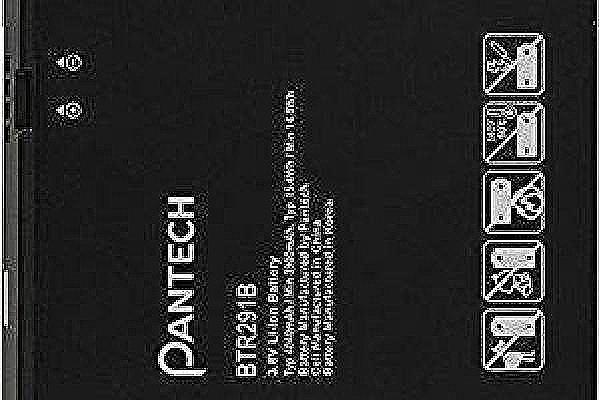 PANTECH
BTR291B
3.8V Li-Ion Battery
Battery Manufactured by Pantech
Cell Manufactured in China
Battery Manufactured in Korea